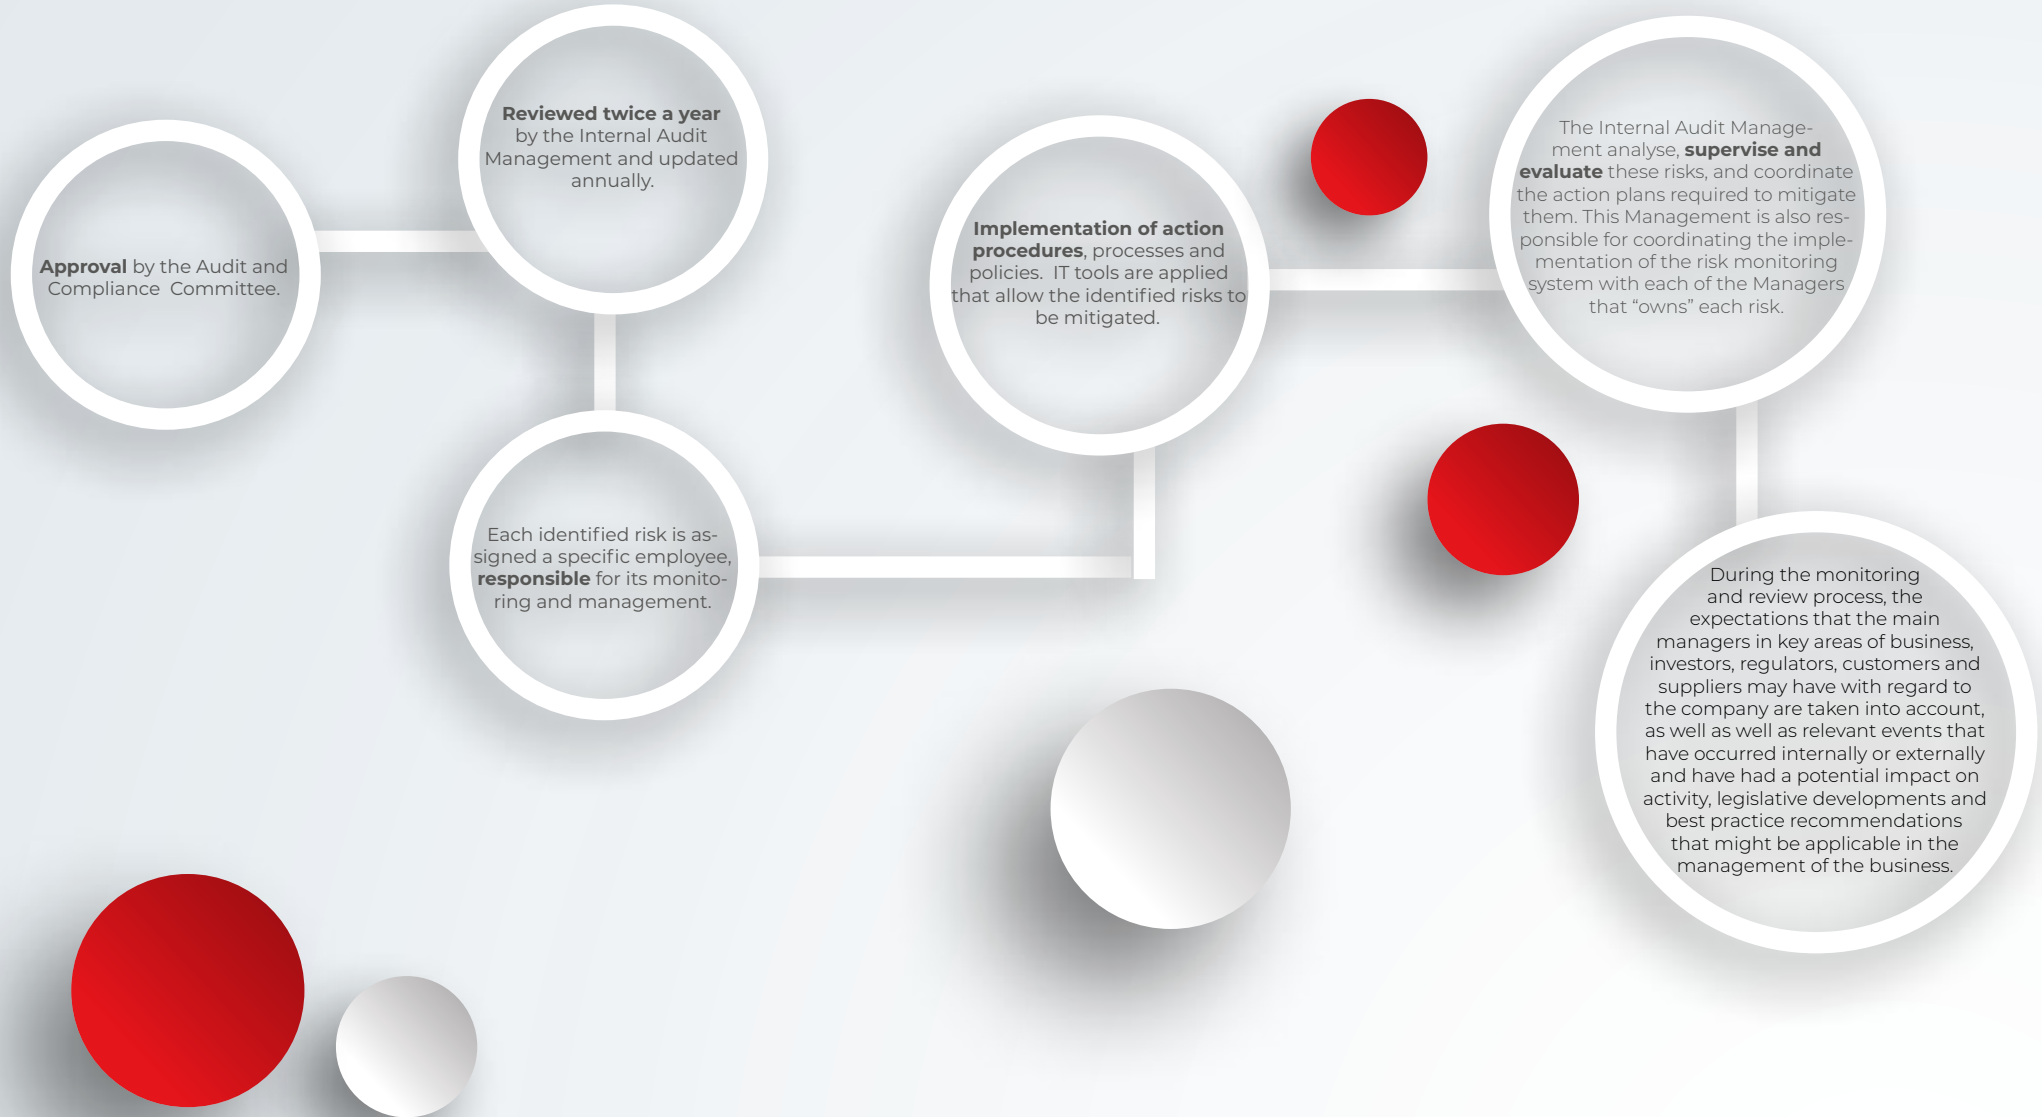 Approval by the Audit and
Compliance Committee.
Reviewed twice a year
by the Internal Audit
Management and updated
annually.
Each identified risk is as-
signed a specific employee,
responsible for its monito-
ring and management.
Implementation of action
procedures, processes and
policies. IT tools are applied
that allow the identified risks to
be mitigated.
The Internal Audit Manage-
ment analyse, supervise and
evaluate these risks, and coordinate
the action plans required to mitigate
them. This Management is also res-
ponsible for coordinating the imple-
mentation of the risk monitoring
system with each of the Managers
that “owns” each risk.
During the monitoring
and review process, the
expectations that the main
managers in key areas of business,
investors, regulators, customers and
suppliers may have with regard to
the company are taken into account,
as well as well as relevant events that
have occurred internally or externally
and have had a potential impact on
activity, legislative developments and
best practice recommendations
that might be applicable in the
management of the business.